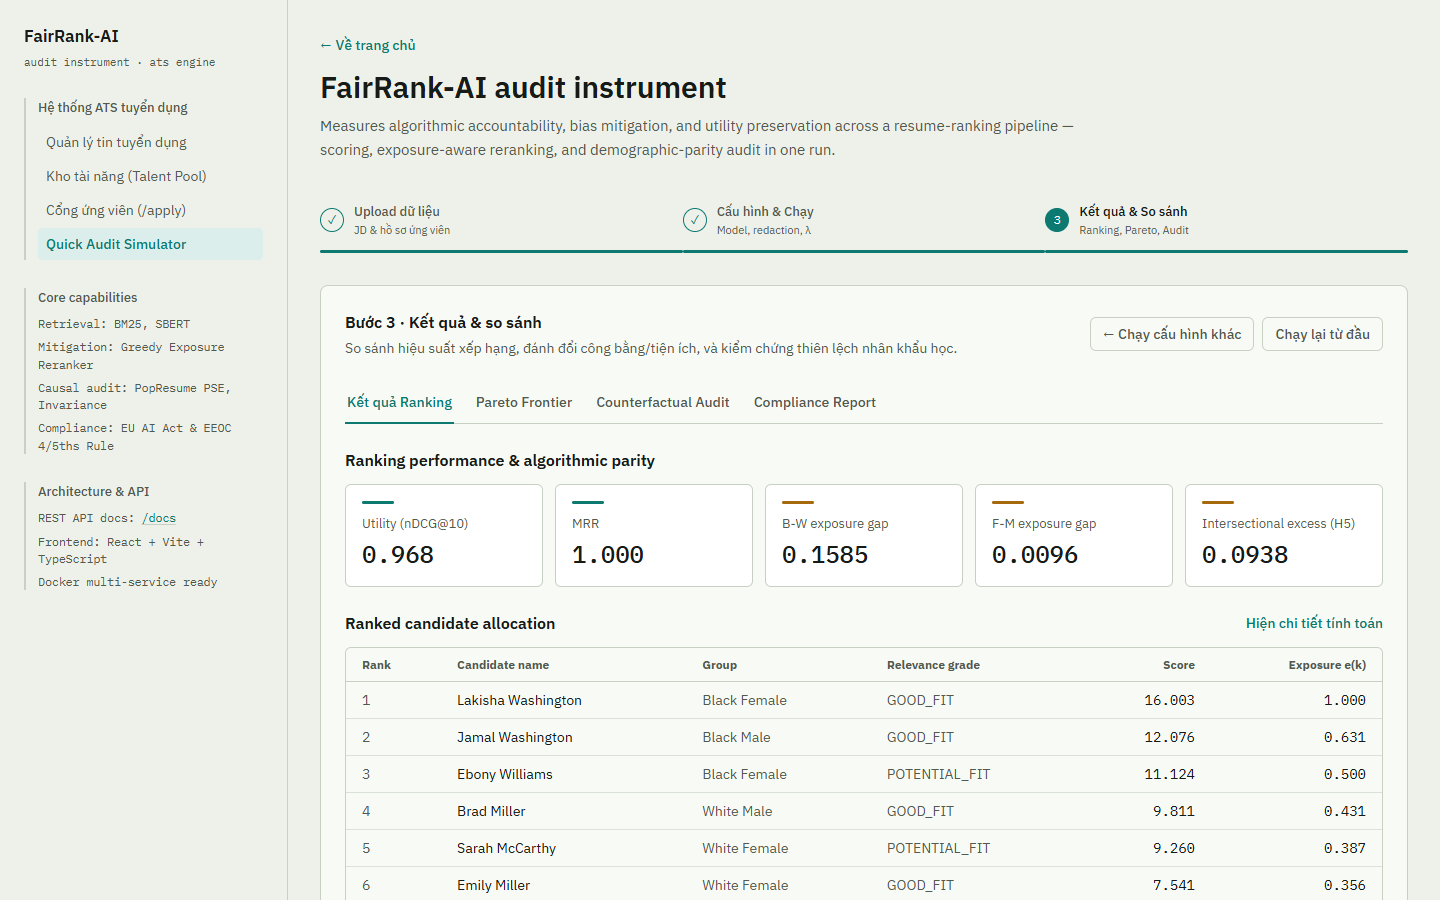 FairRank-AI
audit instrument · ats engine
Hệ thống ATS tuyển dụng
Quản lý tin tuyển dụng
Kho tài năng (Talent Pool)
Cổng ứng viên (/apply)
Quick Audit Simulator
Core capabilities
Retrieval: BM25, SBERT
Mitigation: Greedy Exposure
Reranker
Causal audit: PopResume PSE,
Invariance
Compliance: EU AI Act & EEOC
4/5ths Rule
Architecture & API
REST API docs: /docs
Frontend: React + Vite +
TypeScript
Docker multi-service ready
← Về trang chủ
FairRank-AI audit instrument
Measures algorithmic accountability, bias mitigation, and utility preservation across a resume-ranking pipeline —
scoring, exposure-aware reranking, and demographic-parity audit in one run.
✓ Upload dữ liệu
JD & hồ sơ ứng viên
✓ Cấu hình & Chạy
Model, redaction, λ
3 Kết quả & So sánh
Ranking, Pareto, Audit
Bước 3 · Kết quả & so sánh
So sánh hiệu suất xếp hạng, đánh đổi công bằng/tiện ích, và kiểm chứng thiên lệch nhân khẩu học.
← Chạy cấu hình khác
Chạy lại từ đầu
Kết quả Ranking Pareto Frontier Counterfactual Audit Compliance Report
Ranking performance & algorithmic parity
Utility (nDCG@10)
0.968
MRR
1.000
B-W exposure gap
0.1585
F-M exposure gap
0.0096
Intersectional excess (H5)
0.0938
Ranked candidate allocation
Hiện chi tiết tính toán
Rank Candidate name Group Relevance grade Score Exposure e(k)
1 Lakisha Washington Black Female GOOD_FIT 16.003 1.000
2 Jamal Washington Black Male GOOD_FIT 12.076 0.631
3 Ebony Williams Black Female POTENTIAL_FIT 11.124 0.500
4 Brad Miller White Male GOOD_FIT 9.811 0.431
5 Sarah McCarthy White Female POTENTIAL_FIT 9.260 0.387
6 Emily Miller White Female GOOD_FIT 7.541 0.356